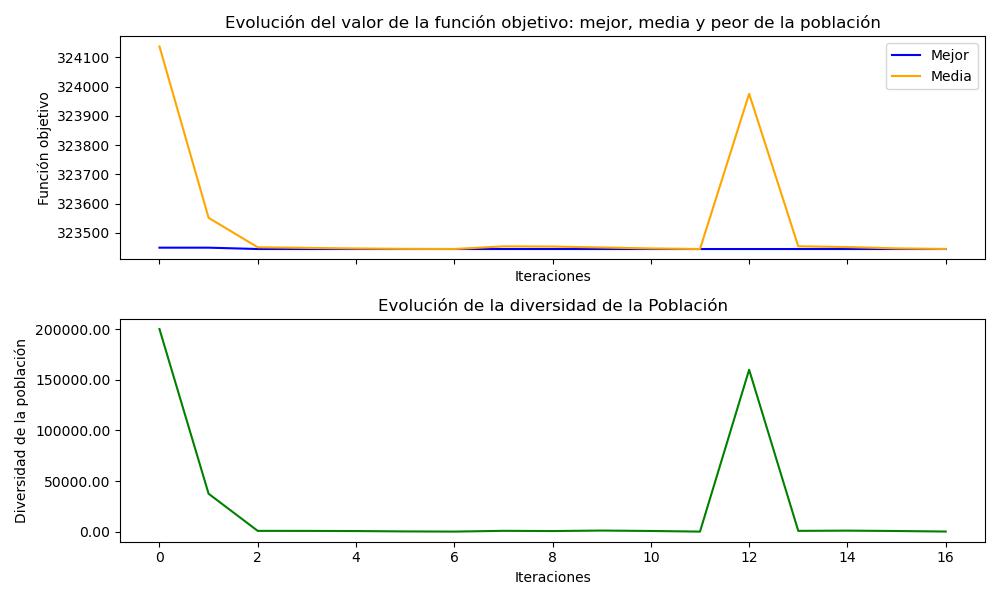 Evolución del valor de la función objetivo: mejor, media y peor de la población
Función objetivo
324100
324000
323900
323800
323700
323600
323500
Mejor
Media
Iteraciones
Evolución de la diversidad de la Población
Diversidad de la población
200000.00
150000.00
100000.00
50000.00
0.00
0 2 4 6 8 10 12 14 16
Iteraciones